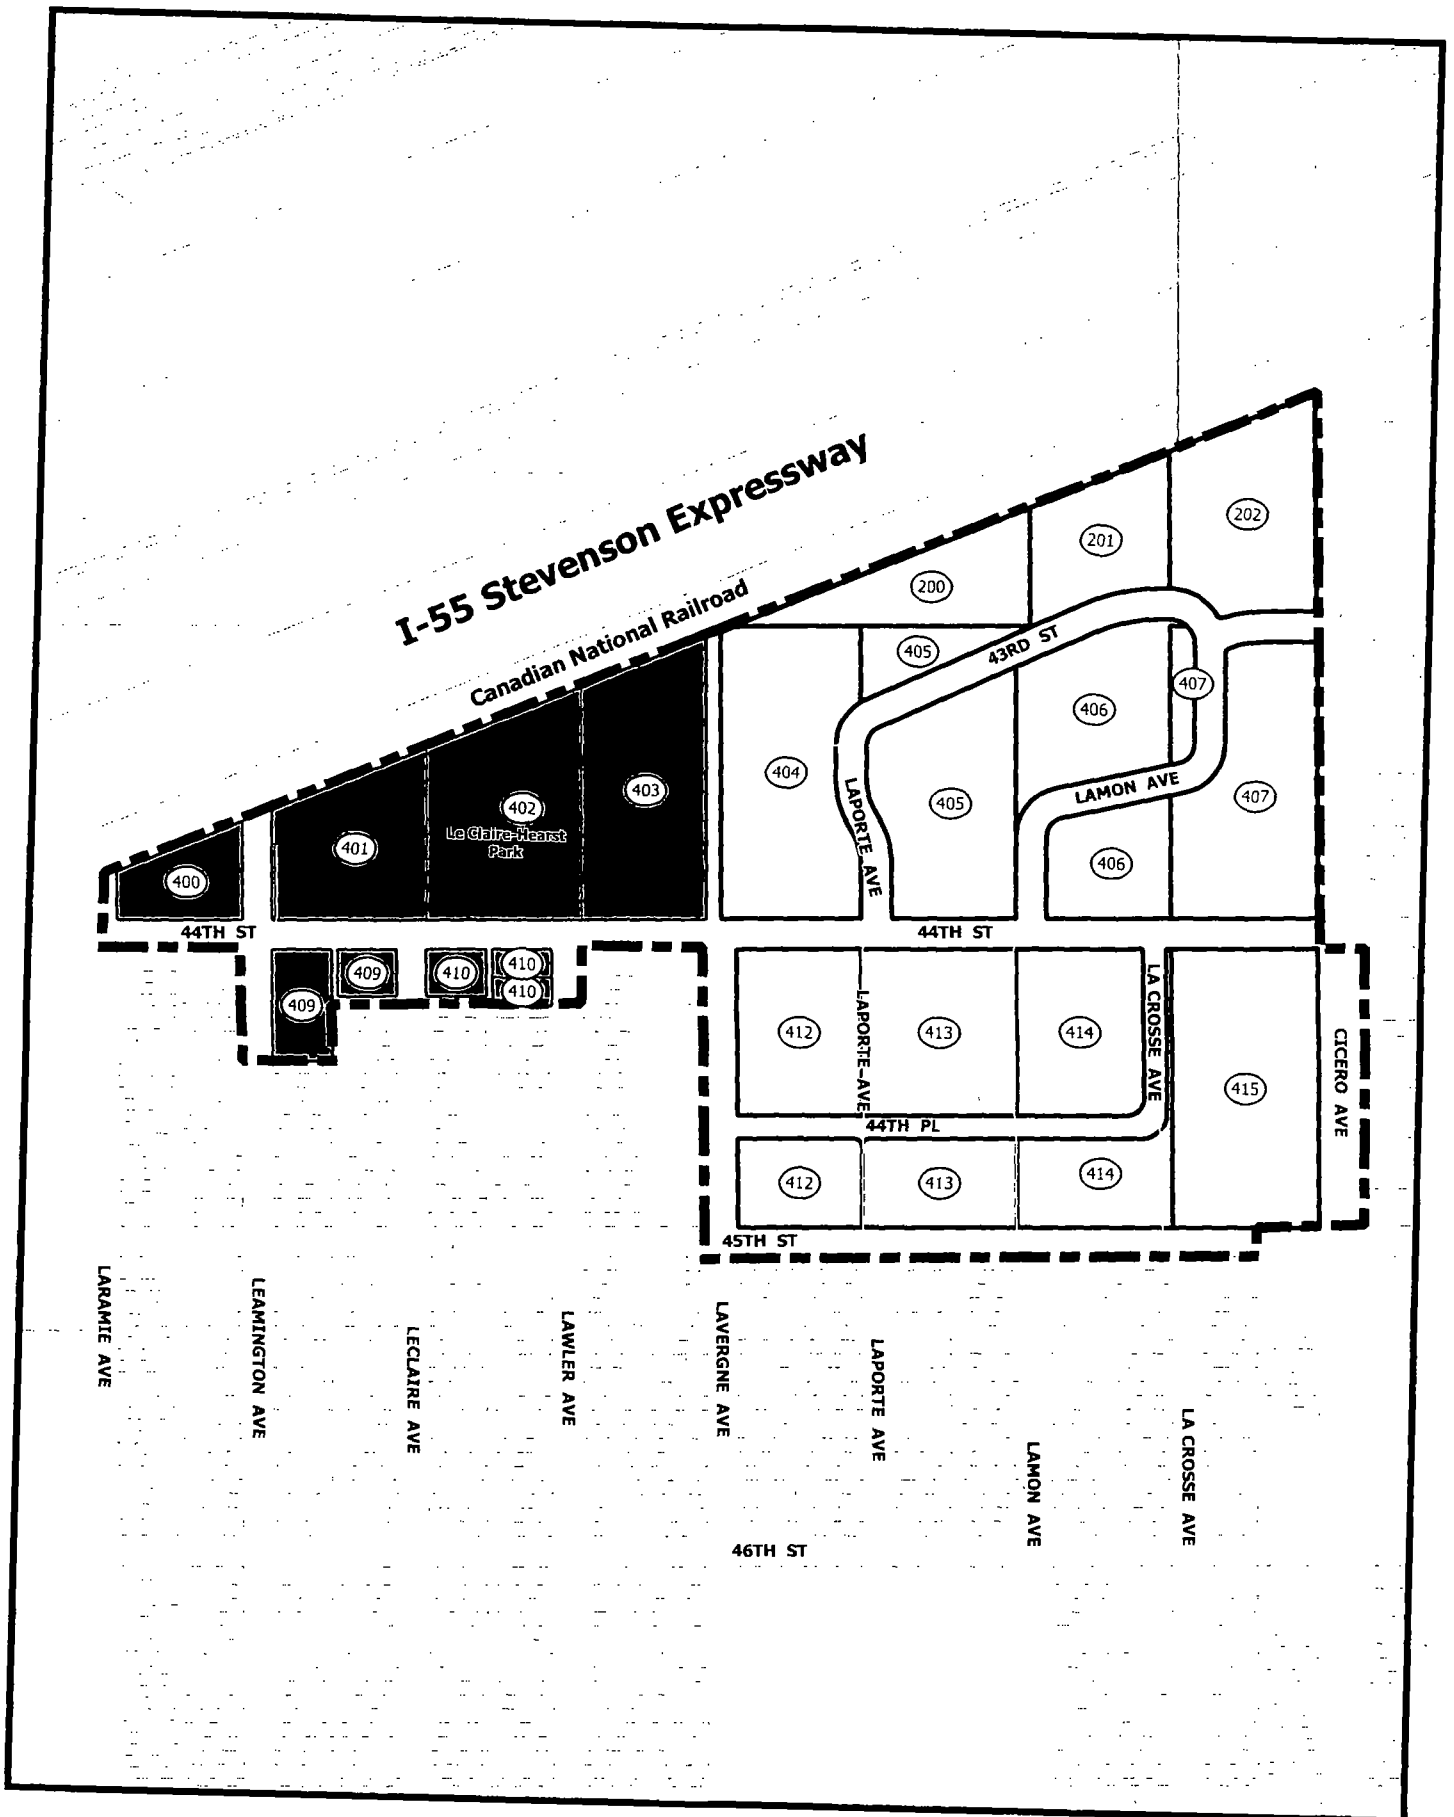 I-55 Stevenson Expressway
Canadian National Railroad
202
201
200
405
43RD ST
407
406
404
403
402
Le Claire-Hearst
Park
401
400
LAPORTE AVE
405
LAMON AVE
407
406
44TH ST
44TH ST
409
410
410
410
409
412
LAPORTE AVE
413
414
LA CROSSE AVE
415
CICERO AVE
44TH PL
412
413
414
45TH ST
LARAMIE AVE
LEAMINGTON AVE
LECLAIRE AVE
LAWLER AVE
LAVERGNE AVE
LAPORTE AVE
LAMON AVE
LA CROSSE AVE
46TH ST